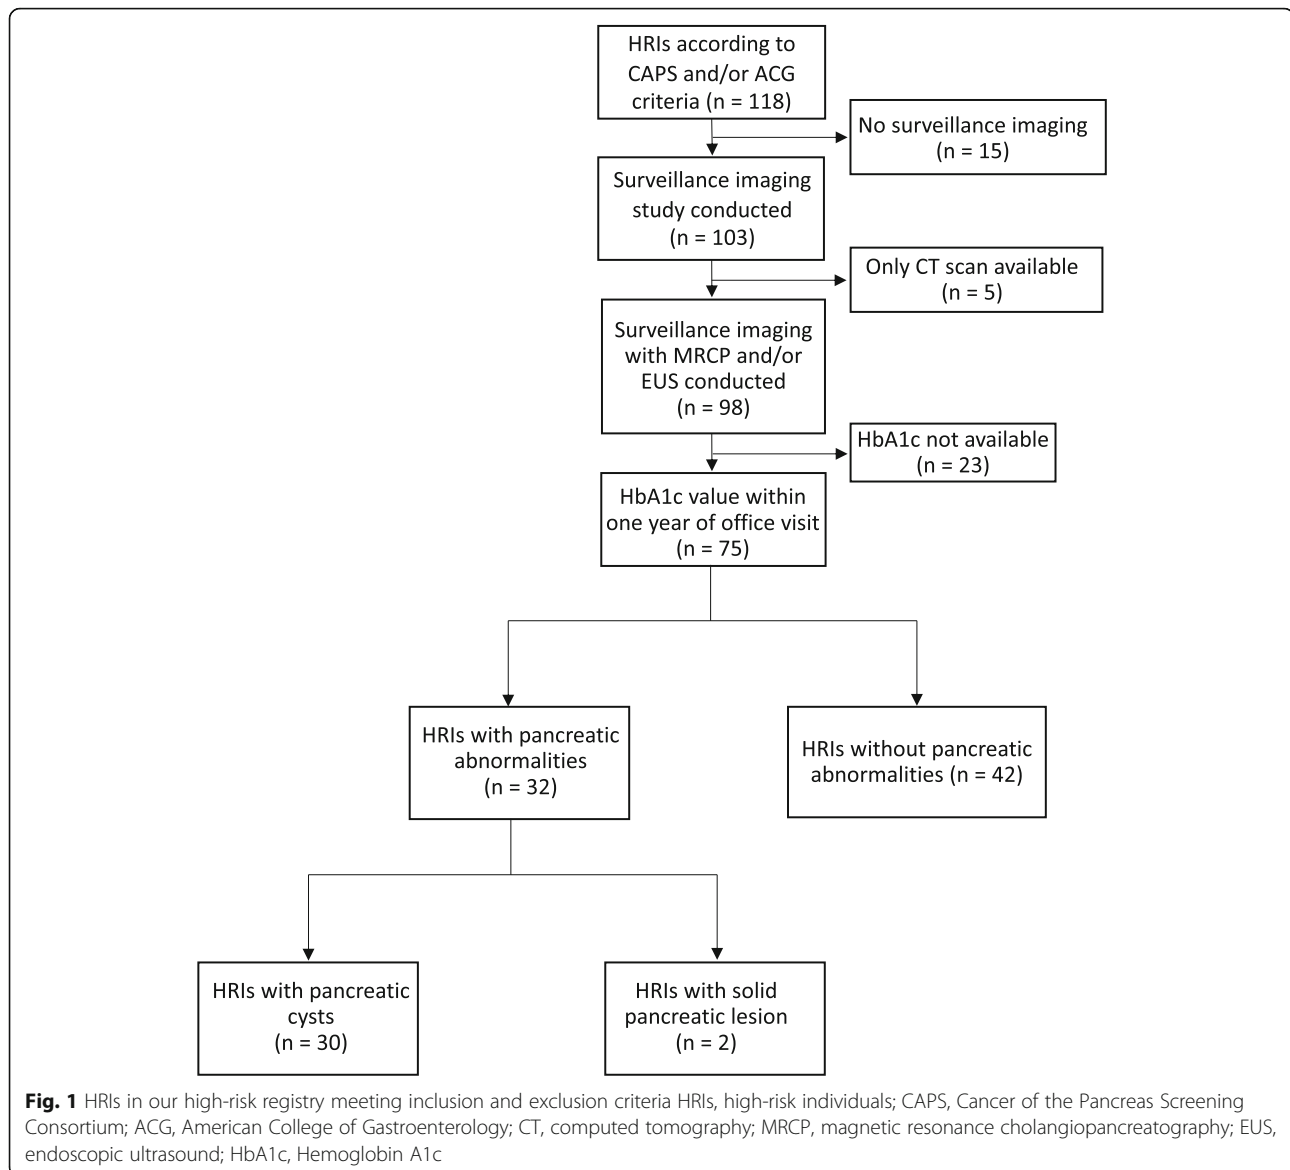 HRIs according to
CAPS and/or ACG
criteria (n = 118)
No surveillance imaging
(n = 15)
Surveillance imaging
study conducted
(n = 103)
Only CT scan available
(n = 5)
Surveillance imaging
with MRCP and/or
EUS conducted
(n = 98)
HbA1c not available
(n = 23)
HbA1c value within
one year of office visit
(n = 75)
HRIs with pancreatic
abnormalities
(n = 32)
HRIs without pancreatic
abnormalities (n = 42)
HRIs with pancreatic
cysts
(n = 30)
HRIs with solid
pancreatic lesion
(n = 2)
Fig. 1 HRIs in our high-risk registry meeting inclusion and exclusion criteria HRIs, high-risk individuals; CAPS, Cancer of the Pancreas Screening
Consortium; ACG, American College of Gastroenterology; CT, computed tomography; MRCP, magnetic resonance cholangiopancreatography; EUS,
endoscopic ultrasound; HbA1c, Hemoglobin A1c